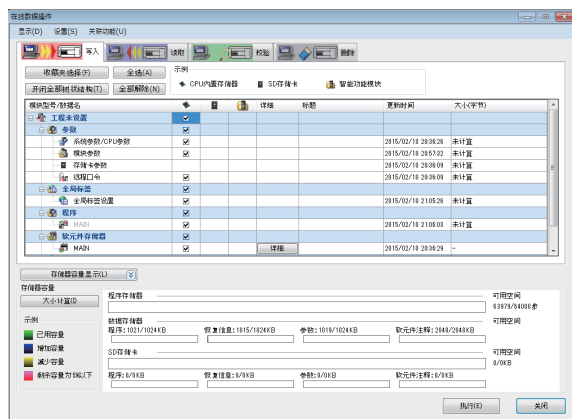 在线数据操作
显示(D) 设置(S) 关联功能(U)
写入 读取 校验 删除
收藏夹选择(F) 全选(A) 示例
开闭全部树状结构(T) 全部解除(N) CPU内置存储器 SD存储卡 智能功能模块
模块型号/数据名 详细 标题 更新时间 大小(字节)
工程未设置
参数
系统参数/CPU参数 2015/02/10 20:36:26 未计算
模块参数 2015/02/10 20:57:32 未计算
存储卡参数 2015/02/10 20:36:09 未计算
远程口令 2015/02/10 20:36:09 未计算
全局标签
全局标签设置 2015/02/10 21:05:26 未计算
程序
MAIN 2015/02/10 21:06:03 未计算
软元件存储器
MAIN 详细 2015/02/10 20:36:29 -
存储器容量显示(L)
存储器容量
大小计算(I)
程序存储器 可用空间
63979/64000步
示例
已用容量
增加容量
减少容量
剩余容量为5%以下
数据存储器 可用空间
程序:1021/1024KB 恢复信息:1015/1024KB 参数:1018/1024KB 软元件注释:2048/2048KB
SD存储卡 可用空间
0/0KB
程序:0/0KB 恢复信息:0/0KB 参数:0/0KB 软元件注释:0/0KB
执行(E) 关闭